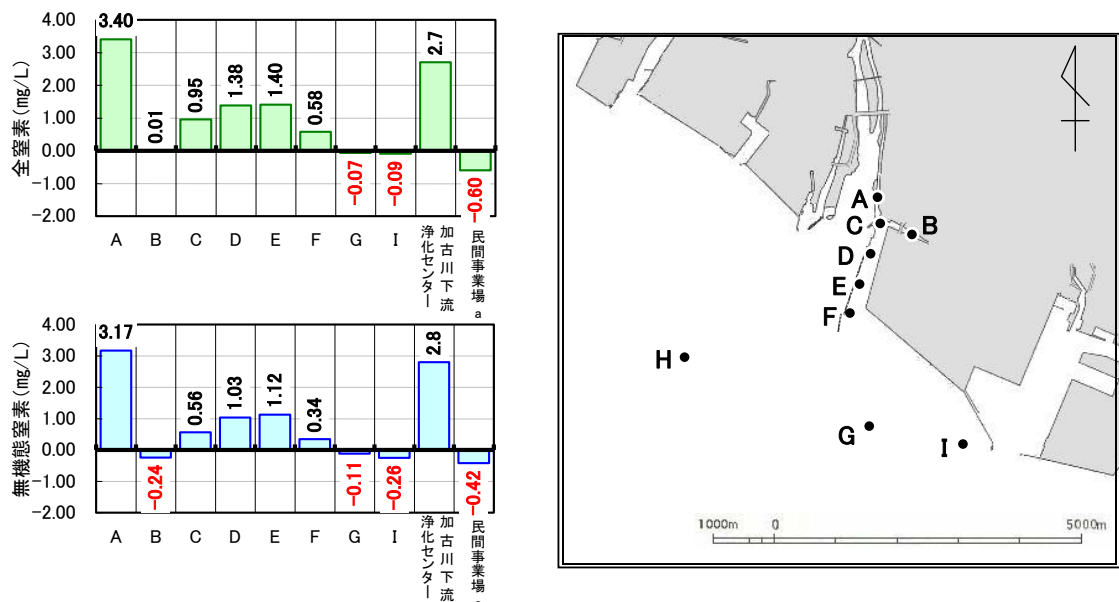 全窒素(mg/L)
4.00
3.00
2.00
1.00
0.00
−1.00
−2.00
3.40
0.01
0.95
1.38
1.40
0.58
−0.07
−0.09
2.7
−0.60
A B C D E F G I
加古川下流
浄化センター
民間事業場a
無機態窒素(mg/L)
4.00
3.00
2.00
1.00
0.00
−1.00
−2.00
3.17
−0.24
0.56
1.03
1.12
0.34
−0.11
−0.26
2.8
−0.42
A B C D E F G I
加古川下流
浄化センター
民間事業場
A
C
B
D
E
F
H
G
I
1000m 0 5000m